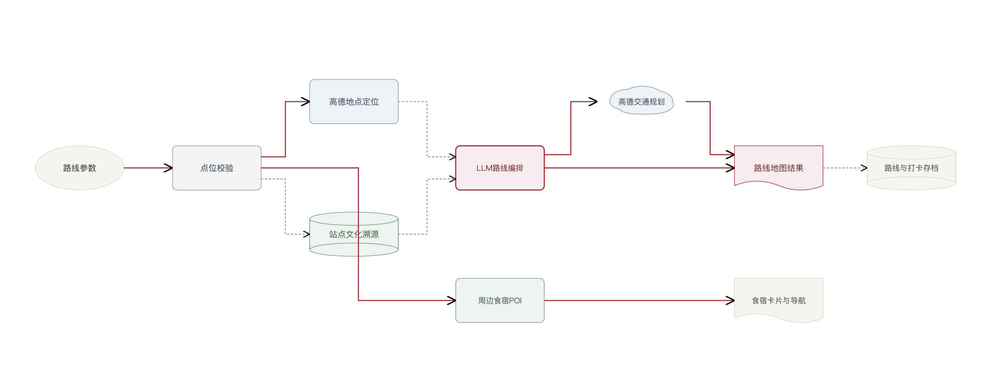 高德地点定位
高德交通规划
路线参数
点位校验
LLM路线编排
路线地图结果
路线与打卡存档
站点文化溯源
周边食宿POI
食宿卡片与导航